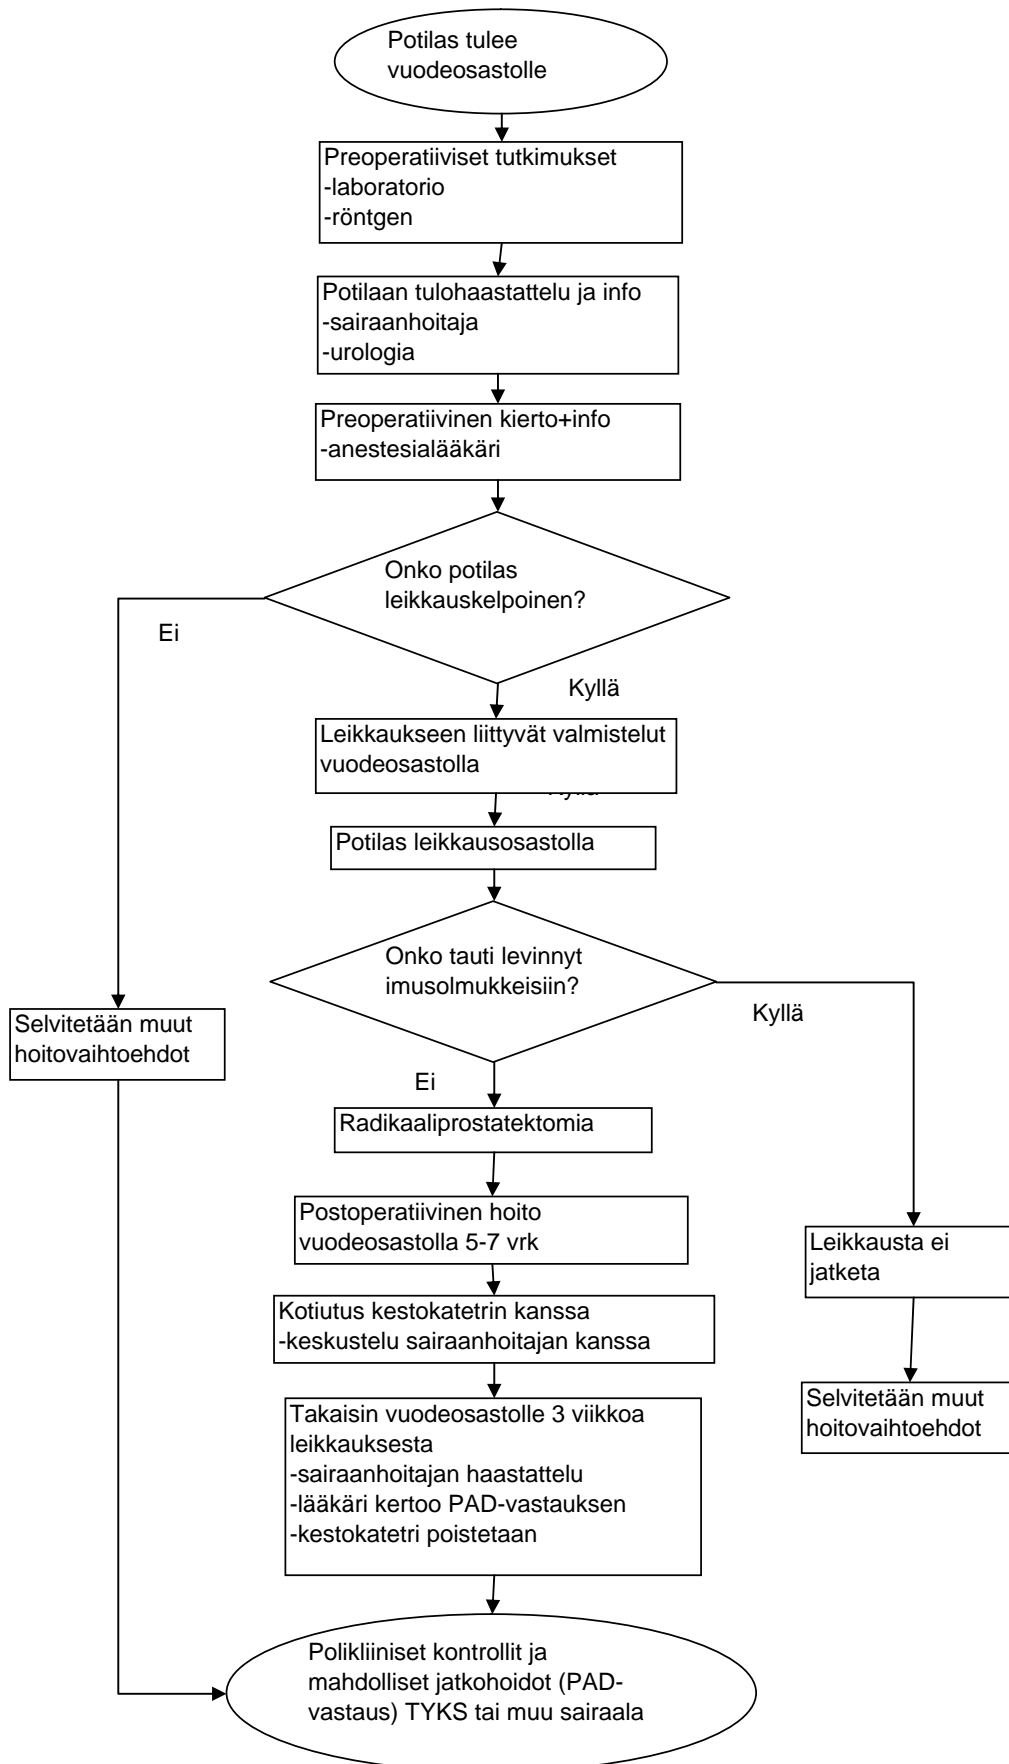 Potilas tulee
vuodeosastolle
Preoperatiiviset tutkimukset
-laboratorio
-röntgen
Potilaan tulohaastattelu ja info
-sairaanhoitaja
-urologia
Preoperatiivinen kierto+info
-anestesialääkäri
Onko potilas
leikkauskelpoinen?
Ei
Kyllä
Leikkaukseen liittyvät valmistelut
vuodeosastolla
Potilas leikkausosastolla
Onko tauti levinnyt
imusolmukkeisiin?
Kyllä
Selvitetään muut
hoitovaihtoehdot
Ei
Radikaaliprostatektomia
Postoperatiivinen hoito
vuodeosastolla 5-7 vrk
Leikkausta ei
jatketa
Kotiutus kestokatetrin kanssa
-keskustelu sairaanhoitajan kanssa
Selvitetään muut
hoitovaihtoehdot
Takaisin vuodeosastolle 3 viikkoa
leikkauksesta
-sairaanhoitajan haastattelu
-lääkäri kertoo PAD-vastauksen
-kestokatetri poistetaan
Polikliiniset kontrollit ja
mahdolliset jatkohoidot (PAD-
vastaus) TYKS tai muu sairaala